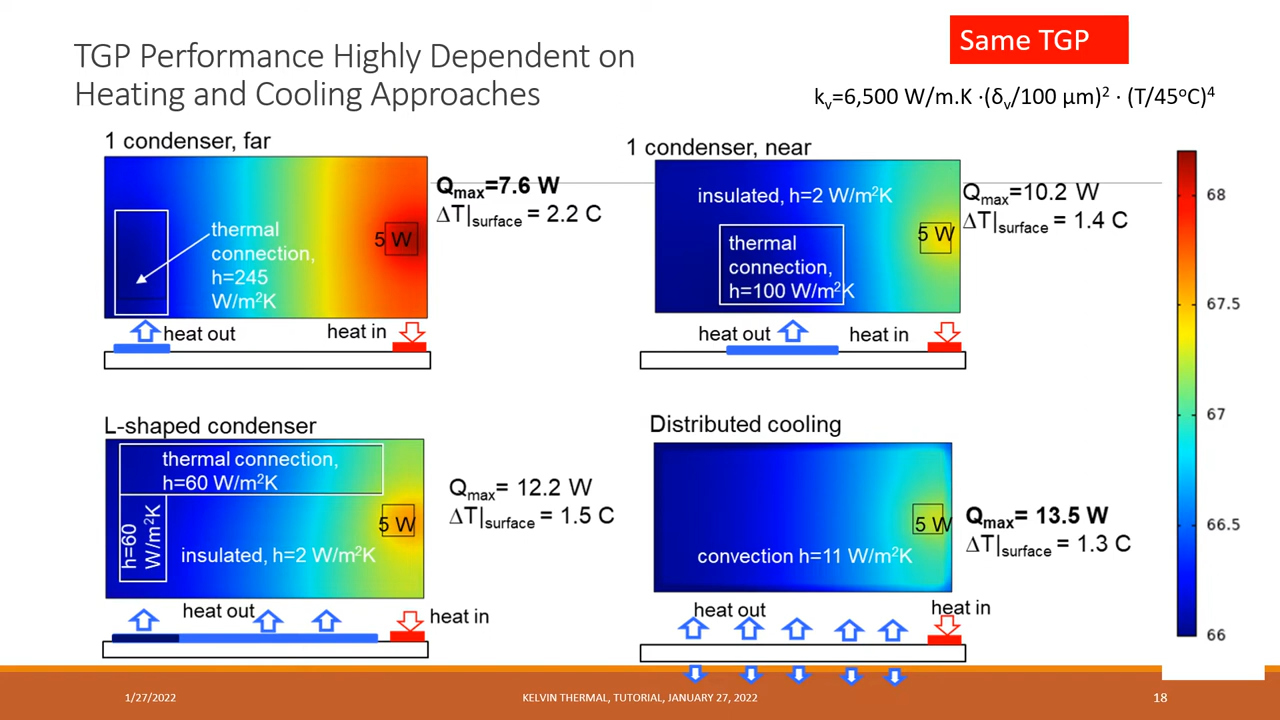 TGP Performance Highly Dependent on
Heating and Cooling Approaches
Same TGP
kᵥ=6,500 W/m.K ·(δᵥ/100 µm)² · (T/45ºC)⁴
1 condenser, far
Qmax=7.6 W
ΔT|surface = 2.2 C
5 W
thermal
connection,
h=245
W/m²K
heat out
heat in
1 condenser, near
insulated, h=2 W/m²K
Qmax=10.2 W
ΔT|surface = 1.4 C
5 W
thermal
connection,
h=100 W/m²K
heat out
heat in
L-shaped condenser
thermal connection,
h=60 W/m²K
h=60
W/m²K
5 W
insulated, h=2 W/m²K
Qmax= 12.2 W
ΔT|surface = 1.5 C
heat out
heat in
Distributed cooling
5 W
convection h=11 W/m²K
Qmax= 13.5 W
ΔT|surface = 1.3 C
heat out
heat in
68
67.5
67
66.5
66
1/27/2022
KELVIN THERMAL, TUTORIAL, JANUARY 27, 2022
18